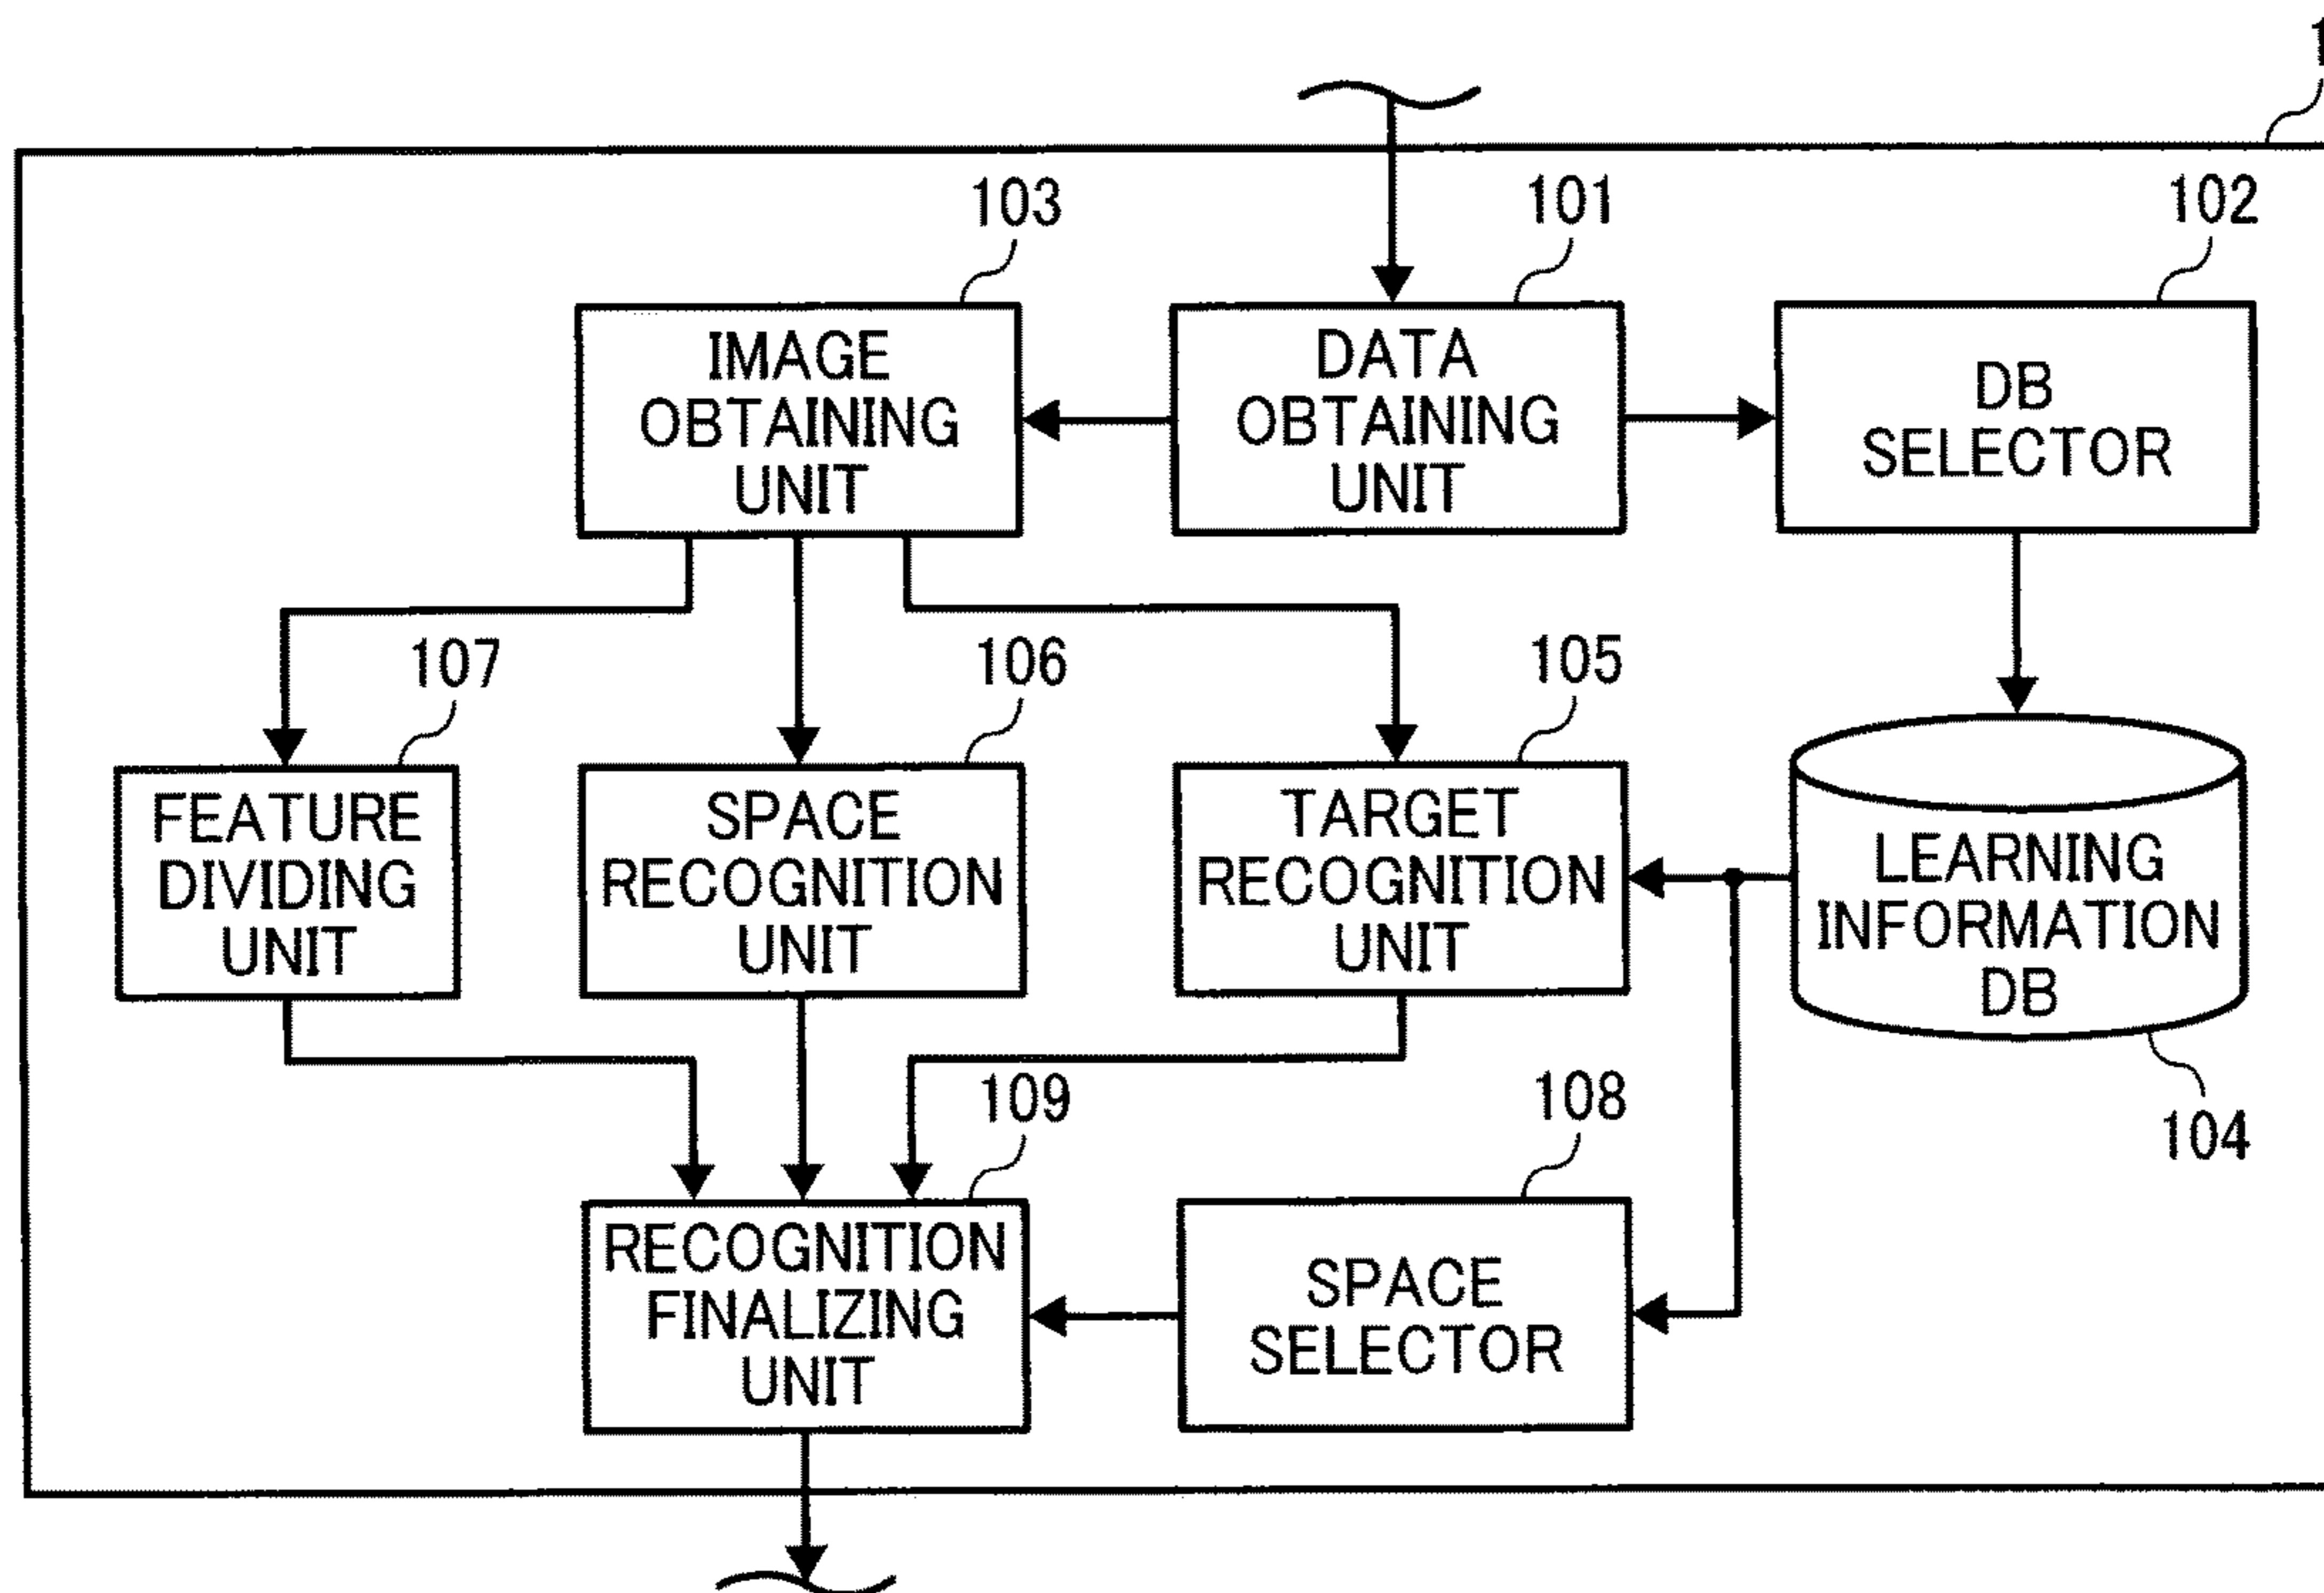 103
101
102
IMAGE
OBTAINING
UNIT
DATA
OBTAINING
UNIT
DB
SELECTOR
107
106
105
FEATURE
DIVIDING
UNIT
SPACE
RECOGNITION
UNIT
TARGET
RECOGNITION
UNIT
LEARNING
INFORMATION
DB
104
109
108
RECOGNITION
FINALIZING
UNIT
SPACE
SELECTOR